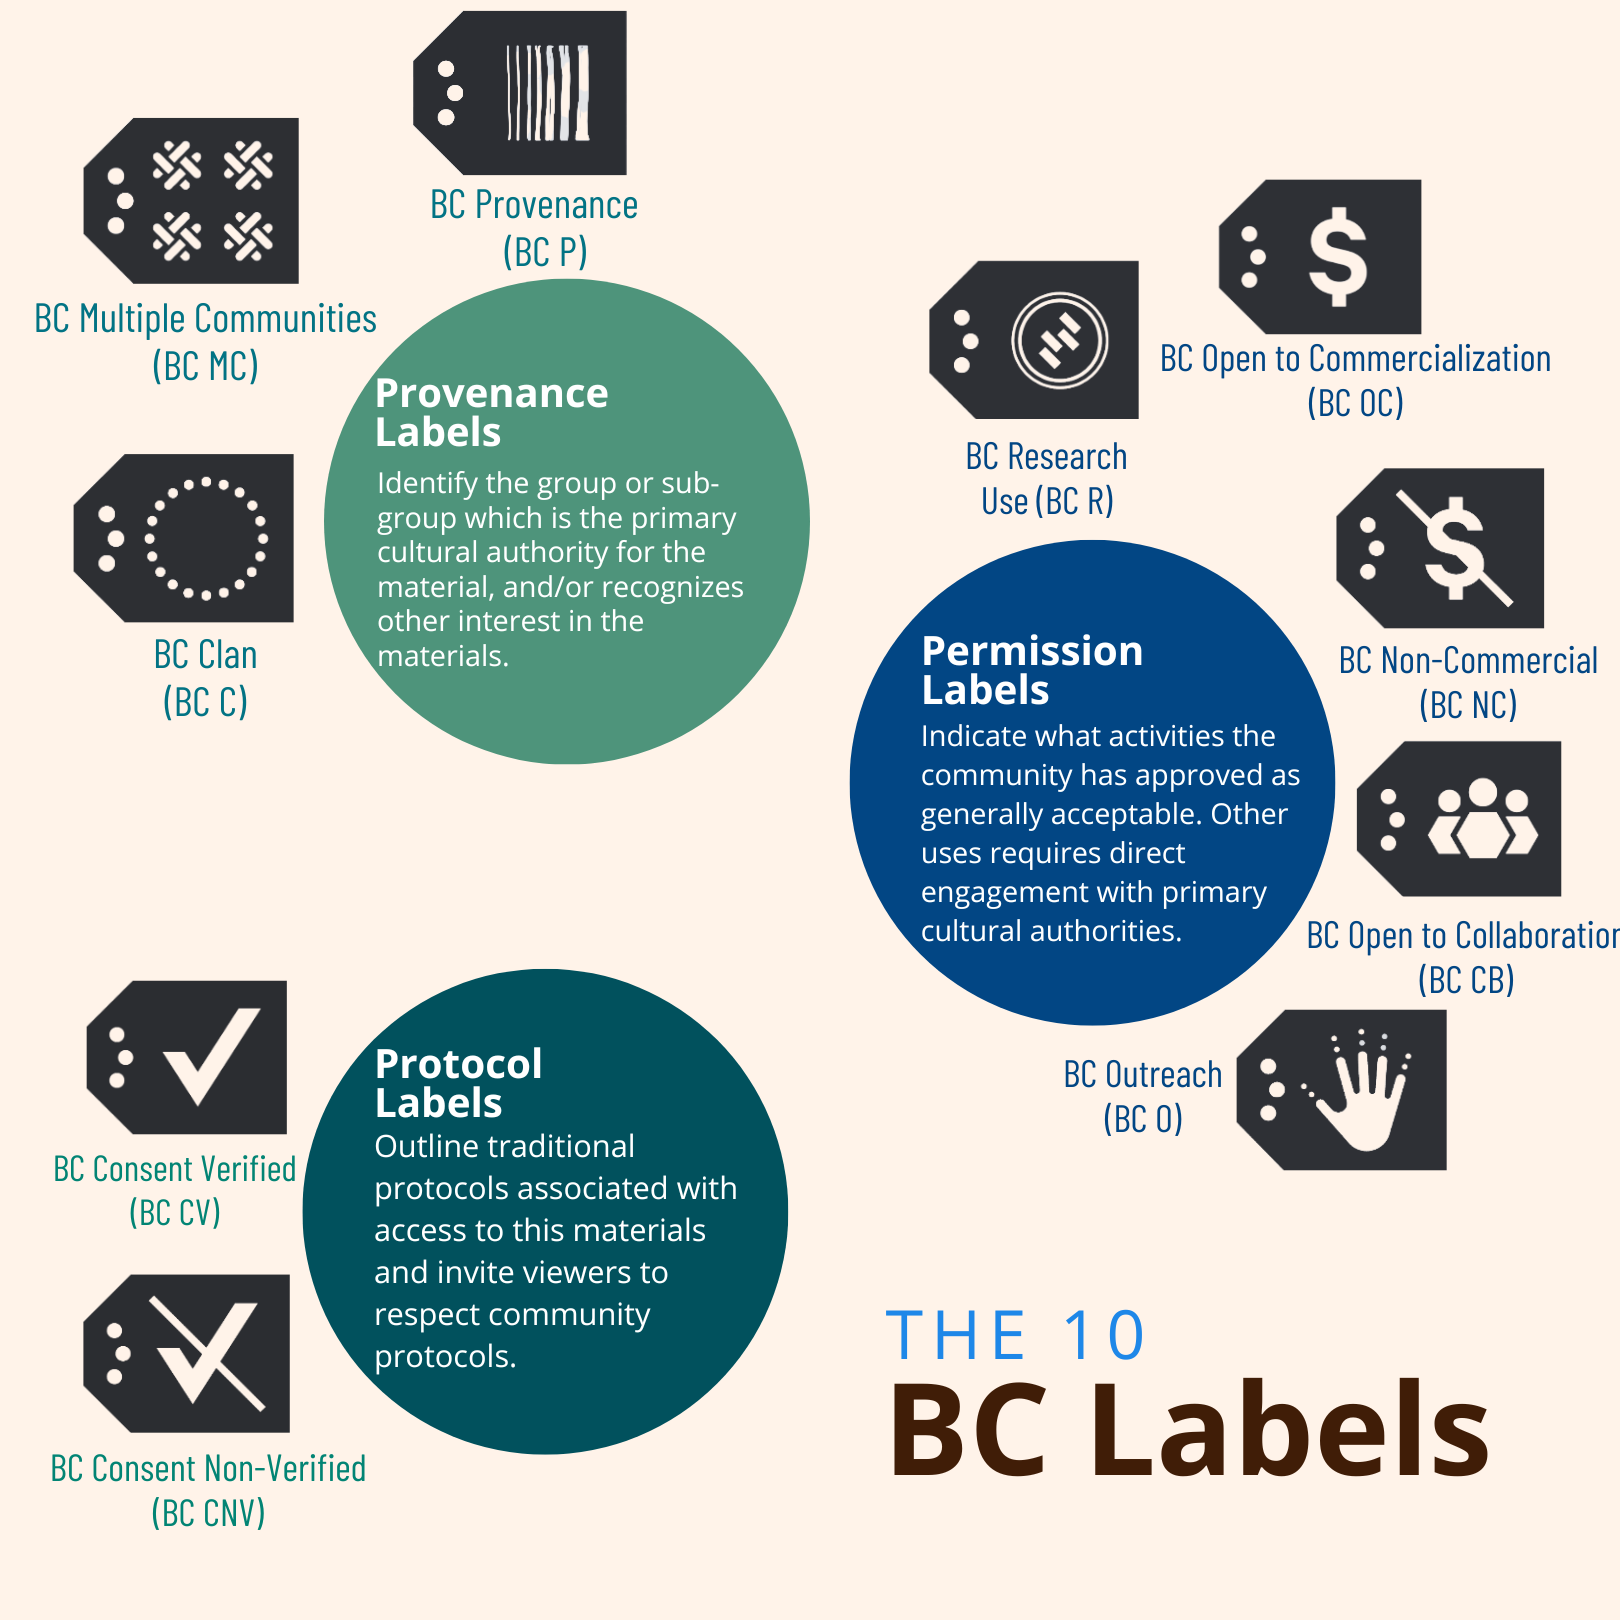 BC Provenance
(BC P)
BC Multiple Communities
(BC MC)
BC Clan
(BC C)
Provenance
Labels
Identify the group or sub-
group which is the primary
cultural authority for the
material, and/or recognizes
other interest in the
materials.
BC Research
Use (BC R)
BC Open to Commercialization
(BC OC)
BC Non-Commercial
(BC NC)
BC Open to Collaboration
(BC CB)
BC Outreach
(BC O)
Permission
Labels
Indicate what activities the
community has approved as
generally acceptable. Other
uses requires direct
engagement with primary
cultural authorities.
BC Consent Verified
(BC CV)
BC Consent Non-Verified
(BC CNV)
Protocol
Labels
Outline traditional
protocols associated with
access to this materials
and invite viewers to
respect community
protocols.
THE 10
BC Labels